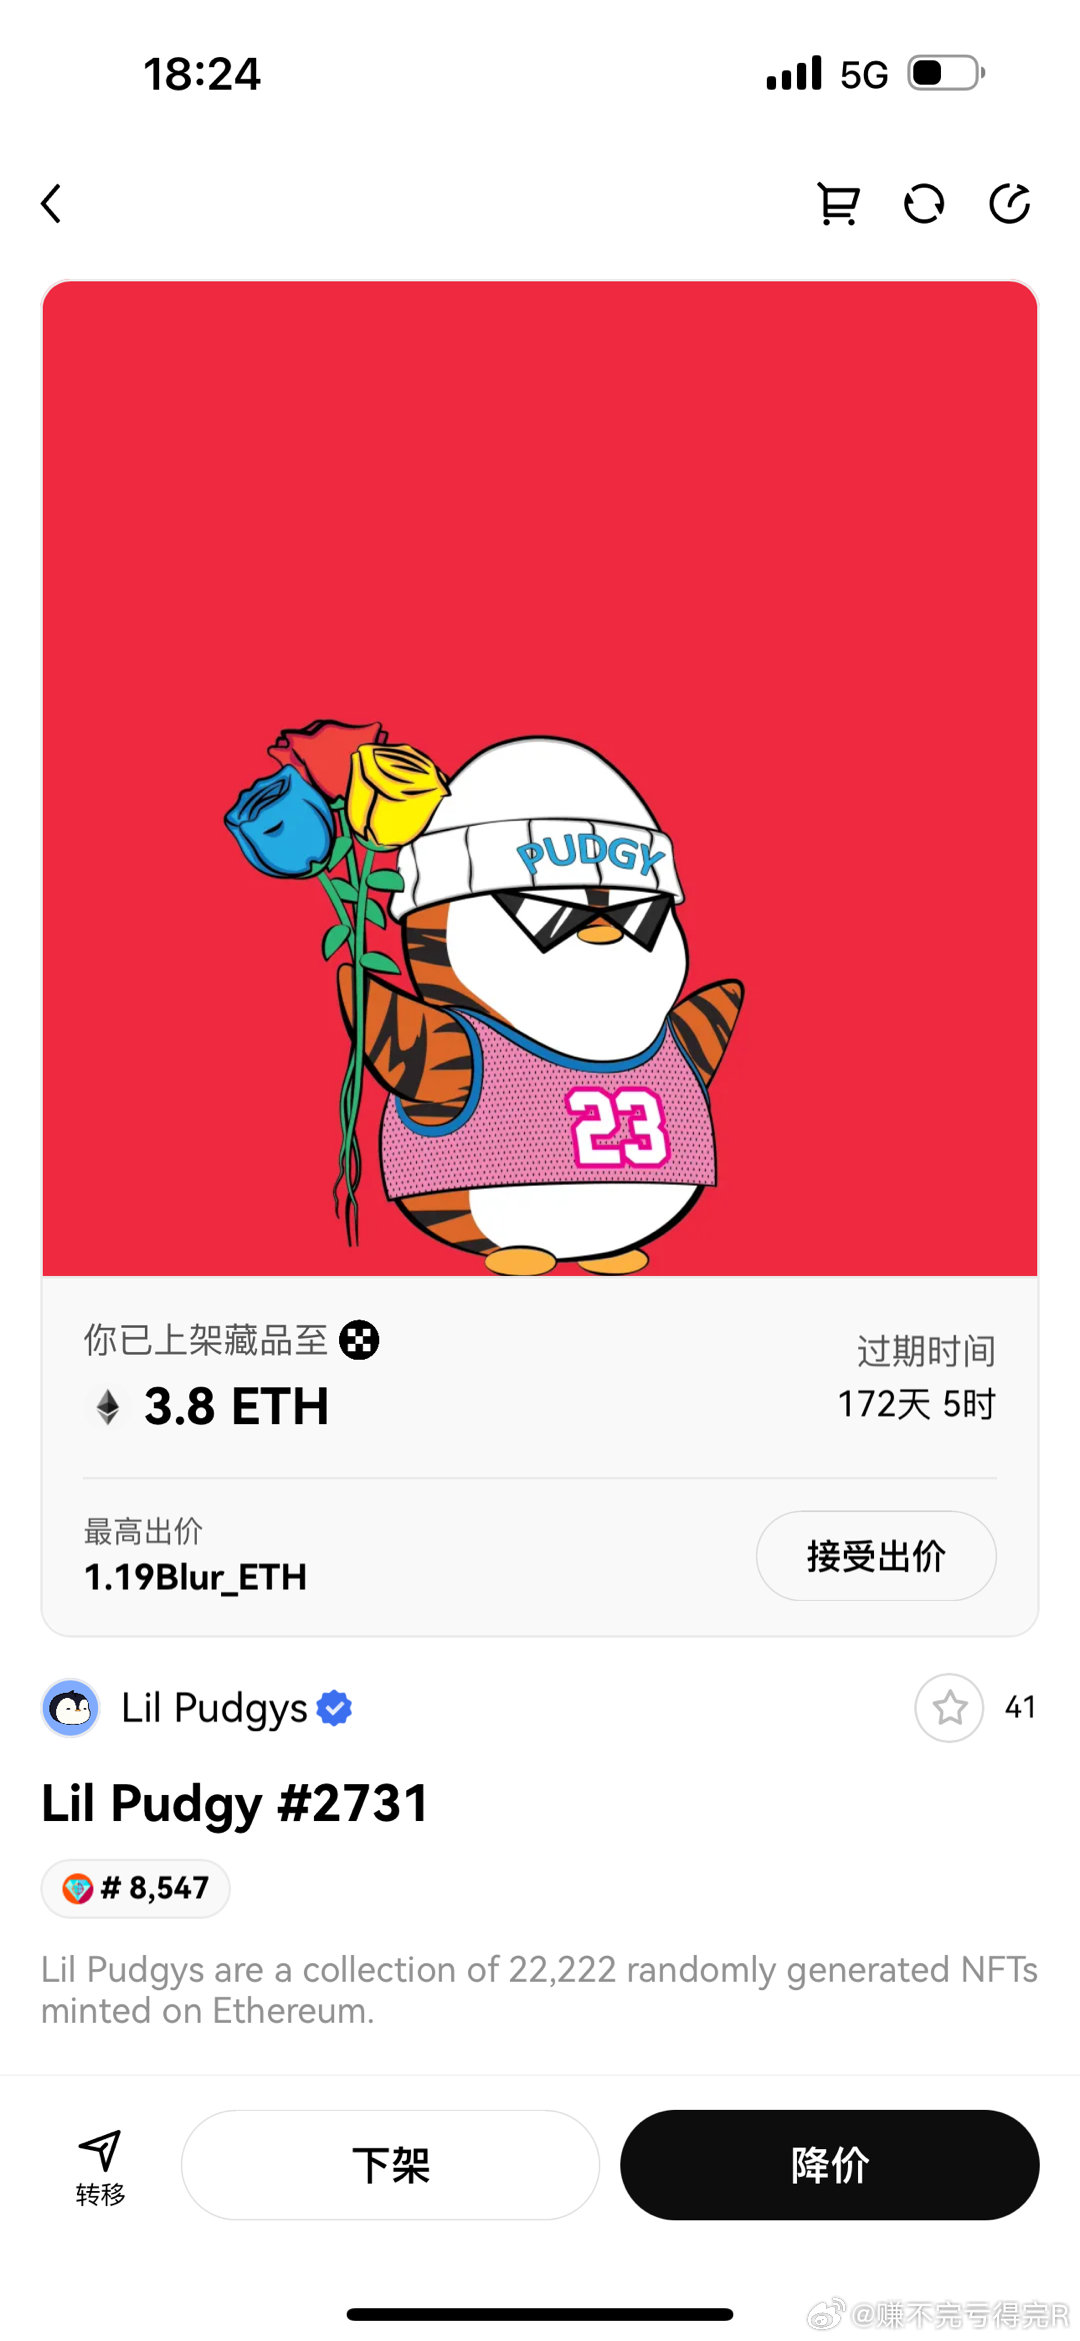 18:24
5G
PUDGY
23
你已上架藏品至
过期时间
3.8 ETH
172天 5时
最高出价
1.19Blur_ETH
接受出价
Lil Pudgys
41
Lil Pudgy #2731
# 8,547
Lil Pudgys are a collection of 22,222 randomly generated NFTs
minted on Ethereum.
转移
下架
降价
@赚不完亏得完R